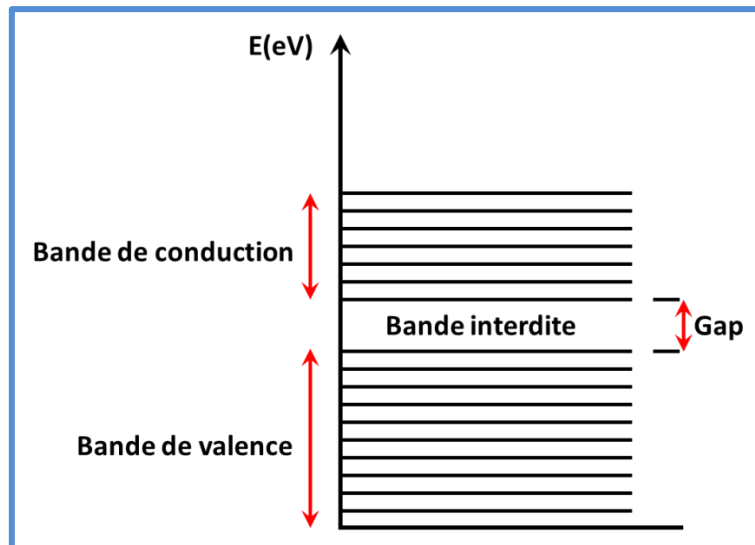 E(eV)
Bande de conduction
Bande interdite
Gap
Bande de valence